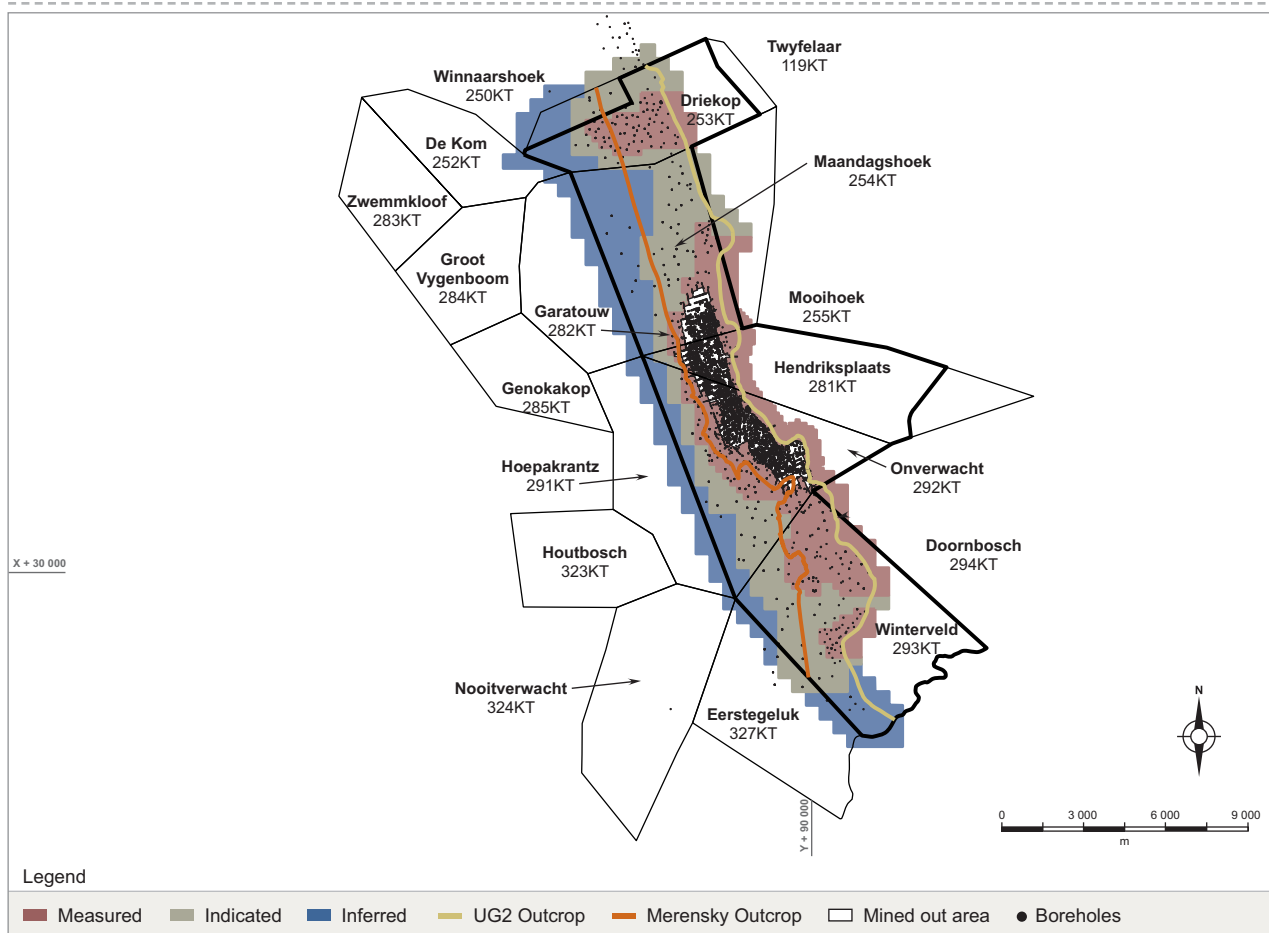 Twyfelaar
119KT
Winnaarshoek
250KT
Driekop
253KT
De Kom
252KT
Maandagshoek
254KT
Zwemmkloof
283KT
Groot
Vygenboom
284KT
Mooihoek
255KT
Garatouw
282KT
Hendriksplaats
281KT
Genokakop
285KT
Onverwacht
292KT
Hoepakrantz
291KT
Houtbosch
323KT
Doornbosch
294KT
X + 30 000
Winterveld
293KT
Nooitverwacht
324KT
Eerstegeluk
327KT
N
Y + 90 000
0 3 000 6 000 9 000
m
Legend
Measured Indicated Inferred UG2 Outcrop Merensky Outcrop Mined out area Boreholes